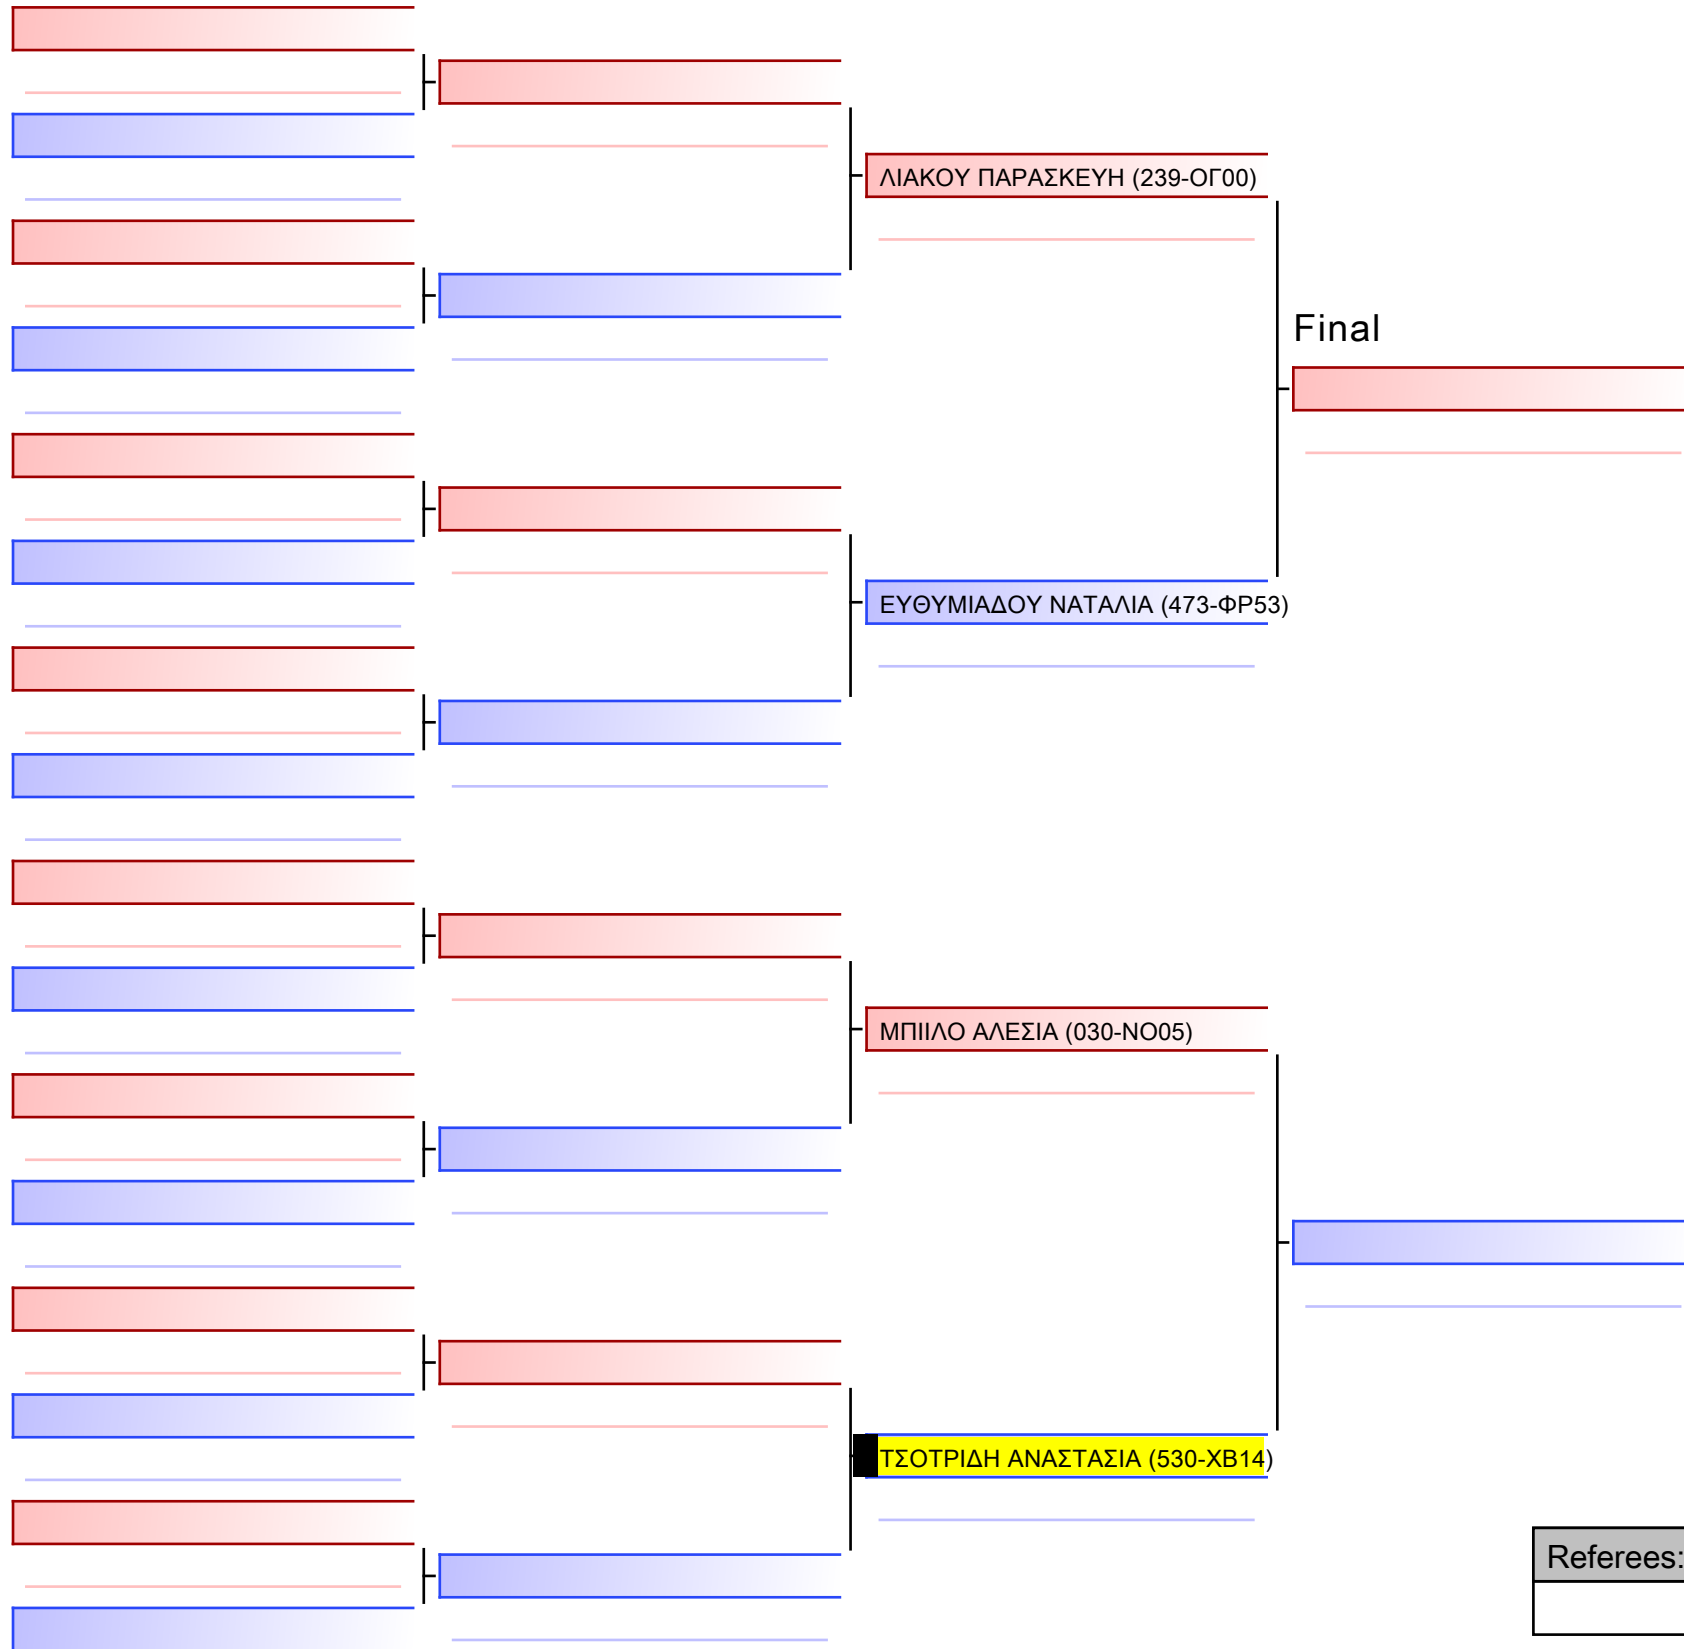 ΛΙΑΚΟΥ ΠΑΡΑΣΚΕΥΗ (239-ΟΓ00)
Final
ΕΥΘΥΜΙΑΔΟΥ ΝΑΤΑΛΙΑ (473-ΦΡ53)
ΜΠΙΙΛΟ ΑΛΕΣΙΑ (030-ΝΟ05)
ΤΣΟΤΡΙΔΗ ΑΝΑΣΤΑΣΙΑ (530-ΧΒ14)
Referees: